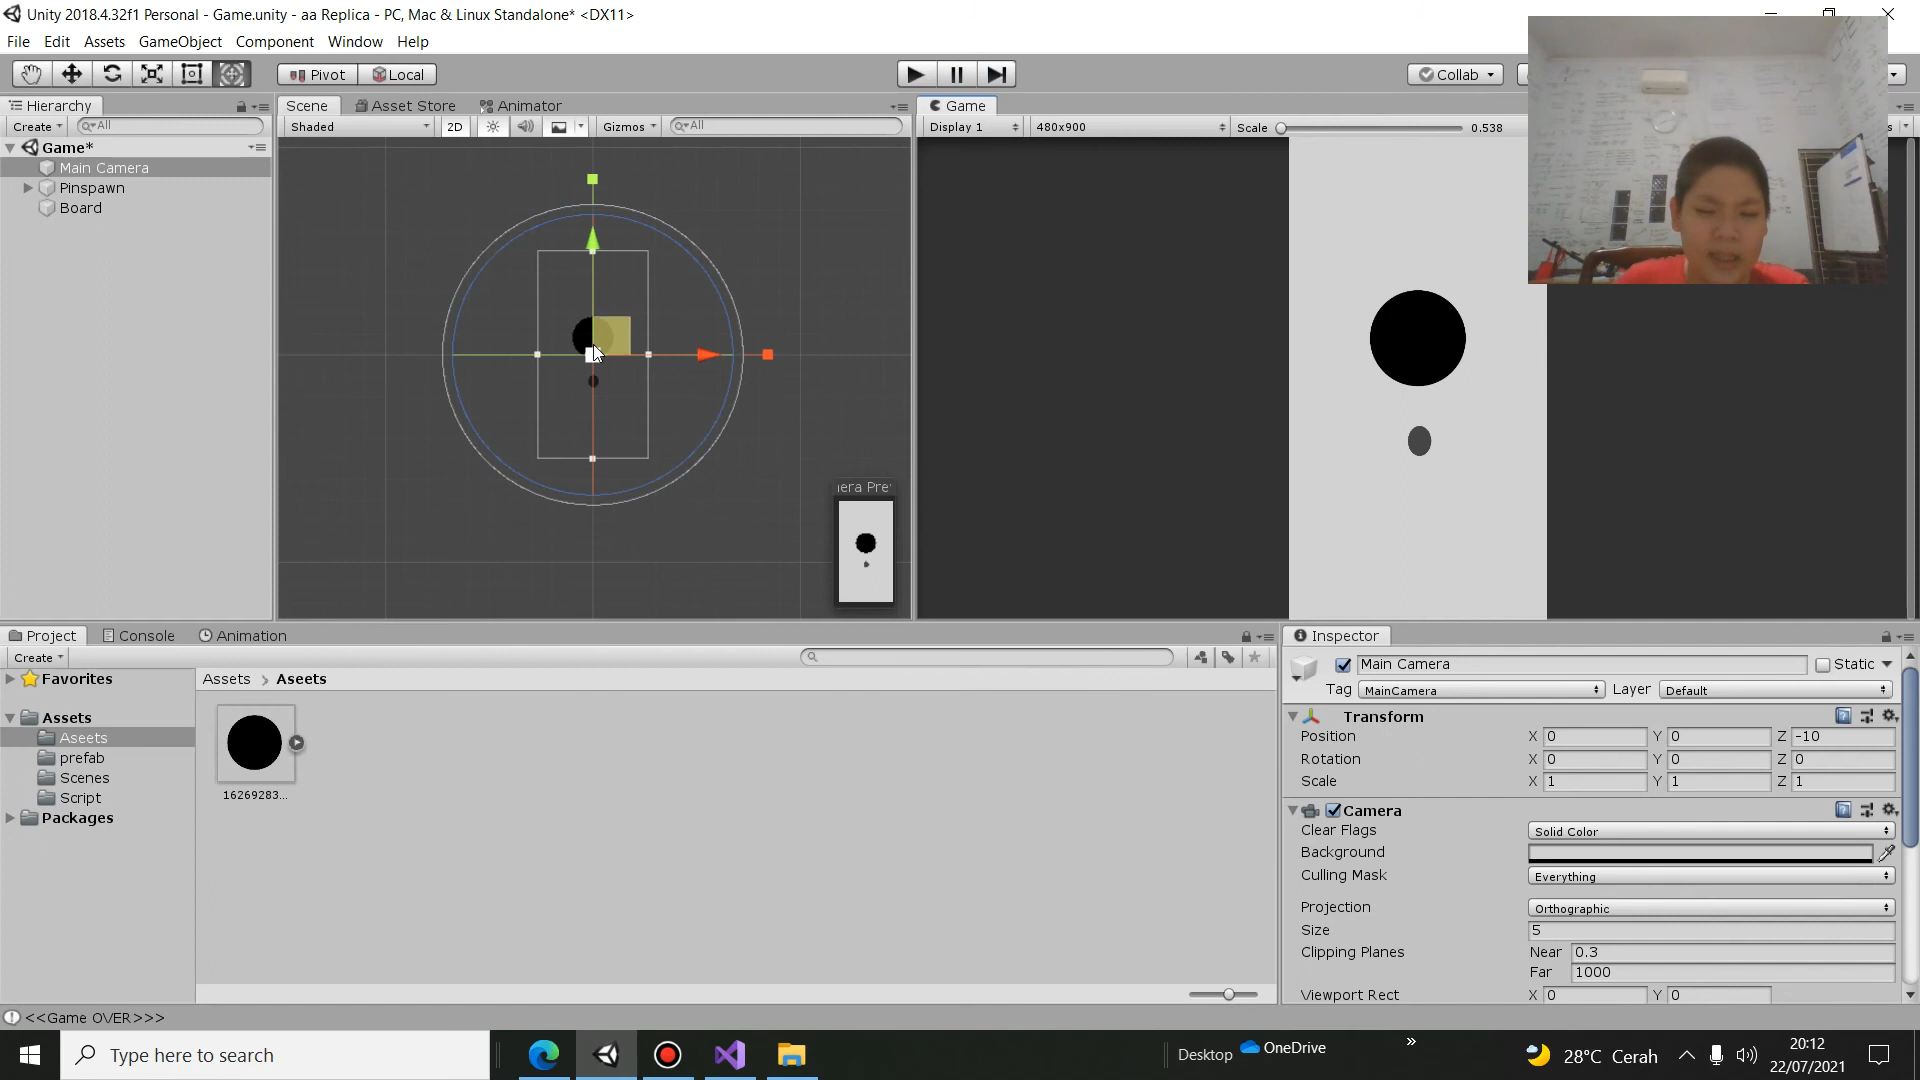 Unity 2018.4.32f1 Personal - Game.unity - aa Replica - PC, Mac & Linux Standalone* <DX11>
File Edit Assets GameObject Component Window Help
Pivot Local Collab
Hierarchy
Create All
Game*
Main Camera
Pinspawn
Board
Scene Asset Store Animator
Shaded 2D Gizmos All
Game
Display 1 480x900 Scale 0.538
era Pre
Project Console Animation
Create
Favorites
Assets
Aseets
prefab
Scenes
Script
Packages
Assets > Aseets
16269283...
Inspector
Main Camera Static
Tag MainCamera Layer Default
Transform
Position X 0 Y 0 Z -10
Rotation X 0 Y 0 Z 0
Scale X 1 Y 1 Z 1
Camera
Clear Flags Solid Color
Background
Culling Mask Everything
Projection Orthographic
Size 5
Clipping Planes Near 0.3
Far 1000
Viewport Rect X 0 Y 0
<<Game OVER>>>
Type here to search
Desktop OneDrive
28°C Cerah
20:12
22/07/2021